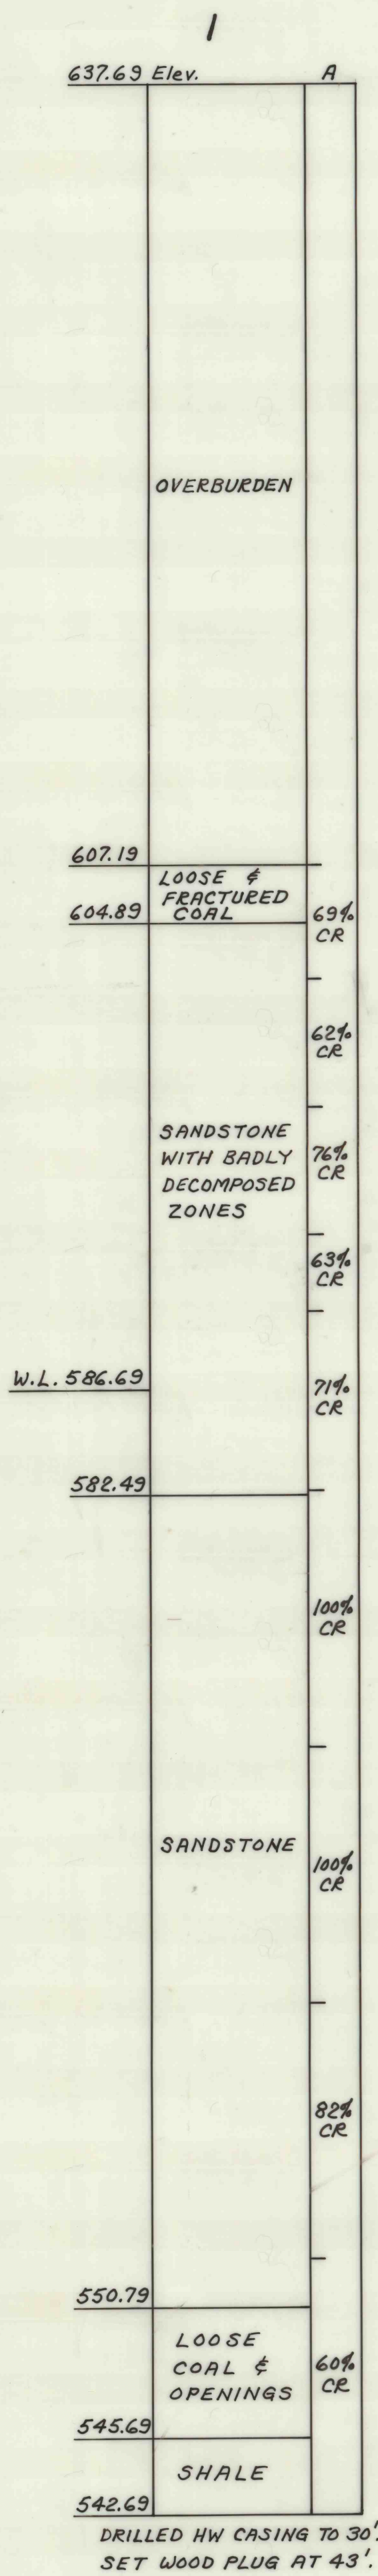 1
637.69 Elev. A
OVERBURDEN
607.19
LOOSE &
FRACTURED
COAL
604.89
69%
CR
62%
CR
SANDSTONE
WITH BADLY
DECOMPOSED
ZONES
76%
CR
63%
CR
W.L. 586.69
71%
CR
582.49
100%
CR
SANDSTONE
100%
CR
82%
CR
550.79
LOOSE
COAL &
OPENINGS
60%
CR
545.69
SHALE
542.69
DRILLED HW CASING TO 30'.
SET WOOD PLUG AT 43'.